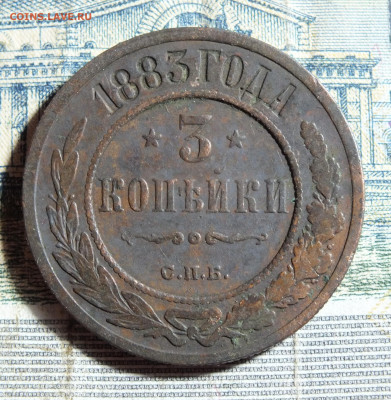 COINS.LAVE.RU
1883 ГОДА
3
КОПѢЙКИ
С.П.Б.